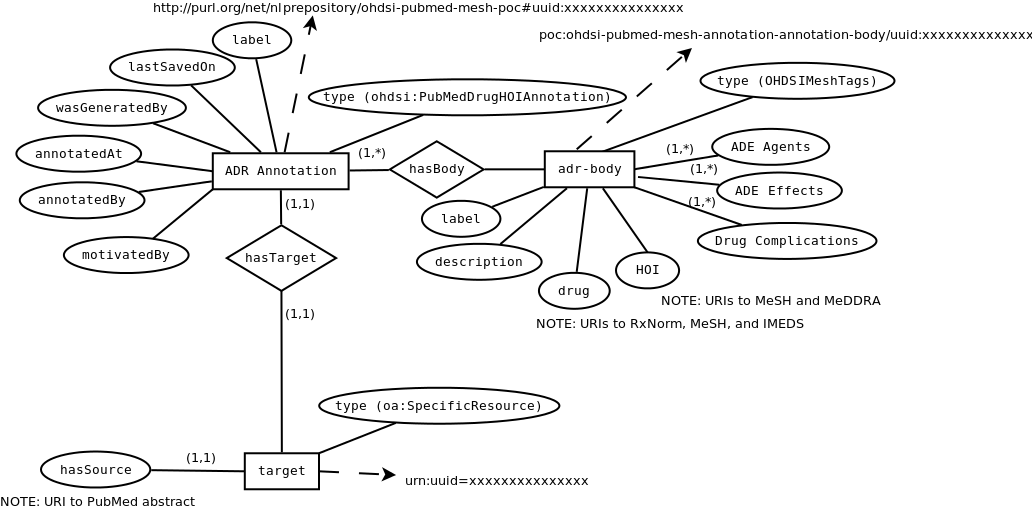 http://purl.org/net/nlprepository/ohdsi-pubmed-mesh-poc#uuid:xxxxxxxxxxxxxxx
poc:ohdsi-pubmed-mesh-annotation-annotation-body/uuid:xxxxxxxxxxxxxx
label
lastSavedOn
type (OHDSIMeshTags)
type (ohdsi:PubMedDrugHOIAnnotation)
wasGeneratedBy
annotatedAt
(1,*)
(1,*)
ADE Agents
ADR Annotation
hasBody
adr-body
(1,*)
ADE Effects
annotatedBy
(1,1)
(1,*)
label
Drug Complications
motivatedBy
hasTarget
description
HOI
drug
NOTE: URIs to MeSH and MeDDRA
(1,1)
NOTE: URIs to RxNorm, MeSH, and IMEDS
type (oa:SpecificResource)
(1,1)
hasSource
target
urn:uuid=xxxxxxxxxxxxxxx
NOTE: URI to PubMed abstract